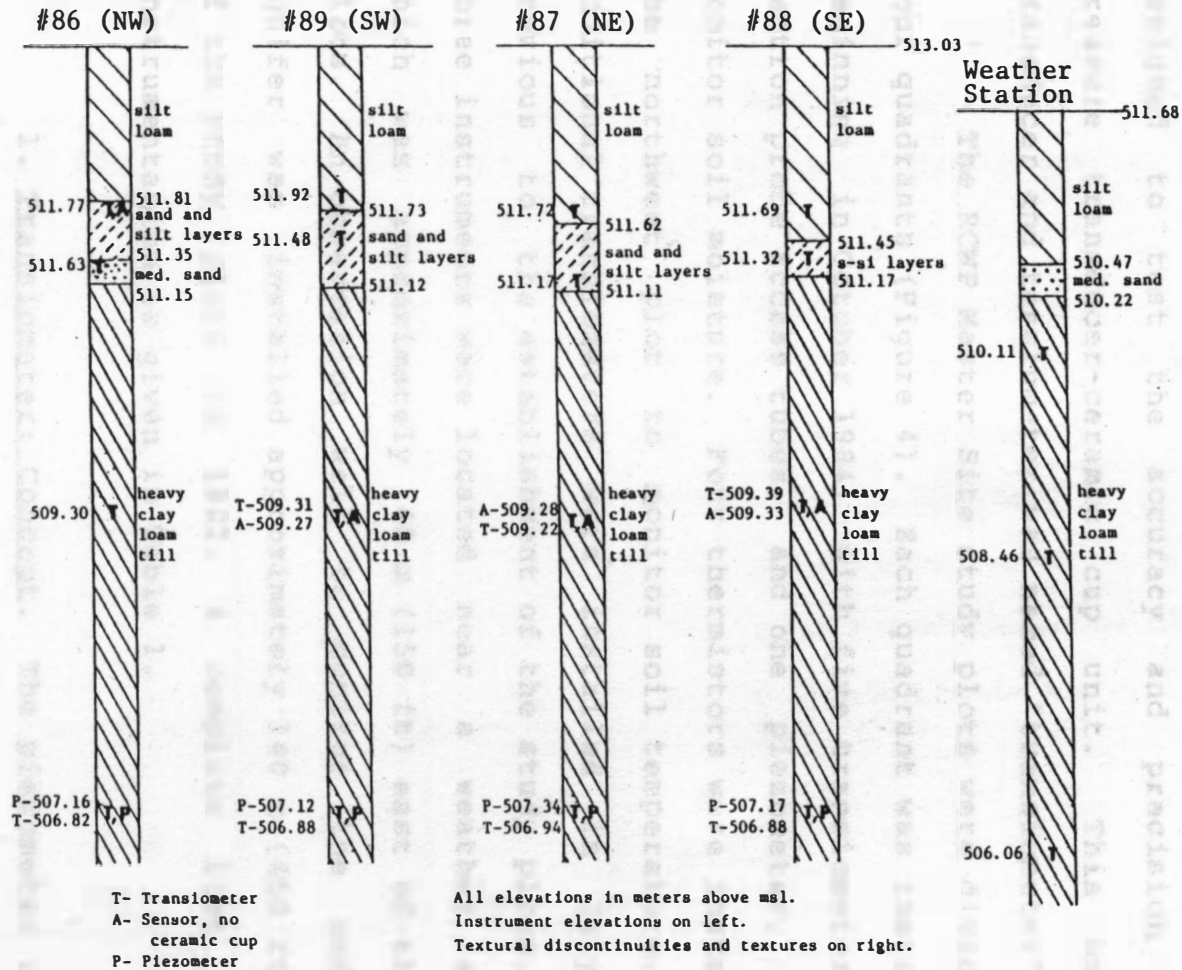 #86 (NW)
#89 (SW)
#87 (NE)
#88 (SE)
513.03
Weather
Station
511.68
silt
loam
511.77
T,A
511.81
sand and
silt layers
511.35
511.63
T
med. sand
511.15
509.30
T
heavy
clay
loam
till
P-507.16
T-506.82
T,P
silt
loam
511.92
T
511.73
511.48
T
sand and
silt layers
511.12
T-509.31
A-509.27
T,A
heavy
clay
loam
till
P-507.12
T-506.88
T,P
silt
loam
511.72
T
511.62
sand and
silt layers
511.17
T
511.11
A-509.28
T-509.22
T,A
heavy
clay
loam
till
P-507.34
T-506.94
T,P
silt
loam
511.69
T
511.45
511.32
T
s-si layers
511.17
T-509.39
A-509.33
T,A
heavy
clay
loam
till
P-507.17
T-506.88
T,P
silt
loam
510.47
med. sand
510.22
510.11
T
508.46
T
506.06
T
T- Transiometer
A- Sensor, no
ceramic cup
P- Piezometer
All elevations in meters above msl.
Instrument elevations on left.
Textural discontinuities and textures on right.